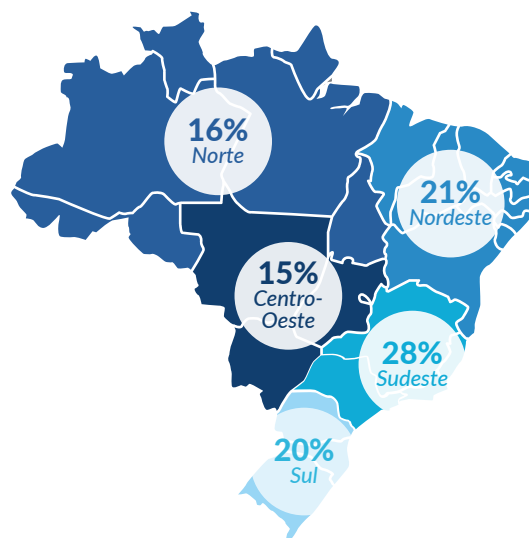 16%
Norte
21%
Nordeste
15%
Centro-
Oeste
28%
Sudeste
20%
Sul